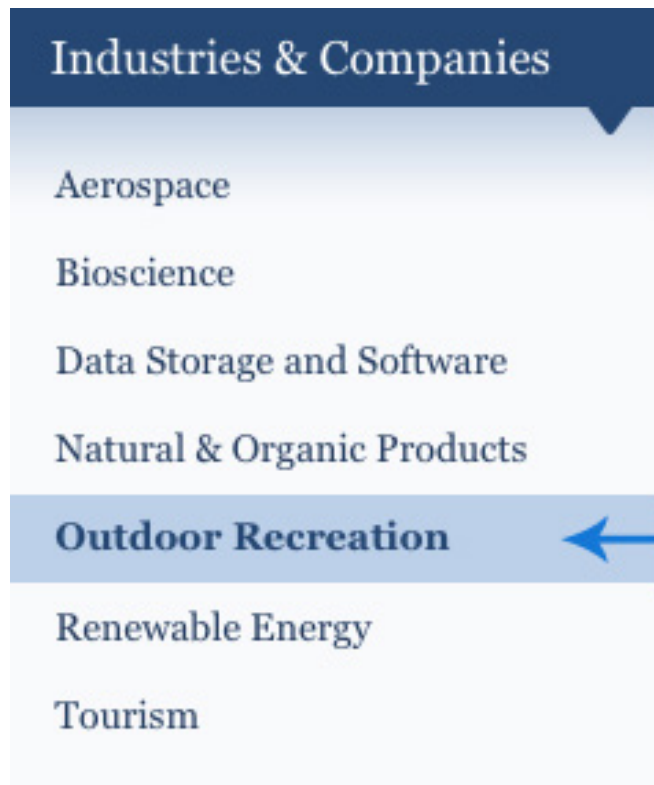 Industries & Companies
Aerospace
Bioscience
Data Storage and Software
Natural & Organic Products
Outdoor Recreation
Renewable Energy
Tourism